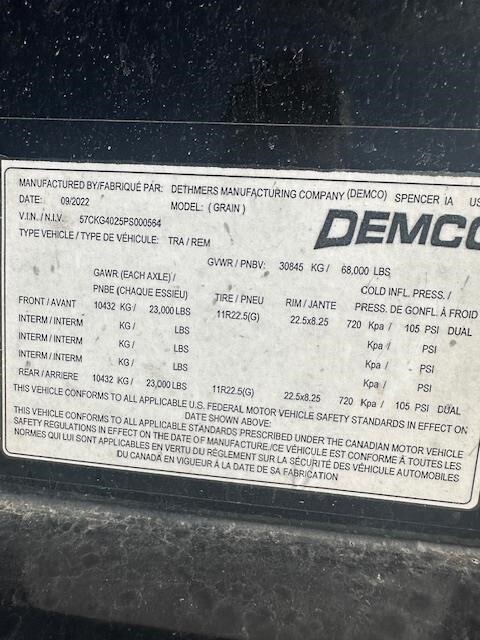 MANUFACTURED BY/FABRIQUÉ PÁR: DETHMERS MANUFACTURING COMPANY (DEMCO) SPENCER IA US
DATE: 09/2022 MODEL: ( GRAIN )
V.I.N. / N.I.V. 57CKG4025PS000564
TYPE VEHICLE / TYPE DE VÉHICULE: TRA / REM
DEMCO
GVWR / PNBV: 30845 KG / 68,000 LBS
GAWR (EACH AXLE) / COLD INFL. PRESS. /
PNBE (CHAQUE ESSIEU) TIRE / PNEU RIM / JANTE PRESS. DE GONFL. À FROID
FRONT / AVANT 10432 KG / 23,000 LBS 11R22.5(G) 22.5x8.25 720 Kpa / 105 PSI DUAL
INTERM / INTERM KG / LBS Kpa / PSI
INTERM / INTERM KG / LBS Kpa / PSI
INTERM / INTERM KG / LBS Kpa / PSI
REAR / ARRIERE 10432 KG / 23,000 LBS 11R22.5(G) 22.5x8.25 720 Kpa / 105 PSI DUAL
THIS VEHICLE CONFORMS TO ALL APPLICABLE U.S. FEDERAL MOTOR VEHICLE SAFETY STANDARDS IN EFFECT ON
DATE SHOWN ABOVE:
THIS VEHICLE CONFORMS TO ALL APPLICABLE STANDARDS PRESCRIBED UNDER THE CANADIAN MOTOR VEHICLE
SAFETY REGULATIONS IN EFFECT ON THE DATE OF MANUFACTURE./CE VÉHICULE EST CONFORME À TOUTES LES
NORMES QUI LUI SONT APPLICABLES EN VERTU DU RÉGLEMENT SUR LA SÉCURITÉ DES VÉHICULE AUTOMOBILES
DU CANADA EN VIGUEUR À LA DATE DE SA FABRICATION